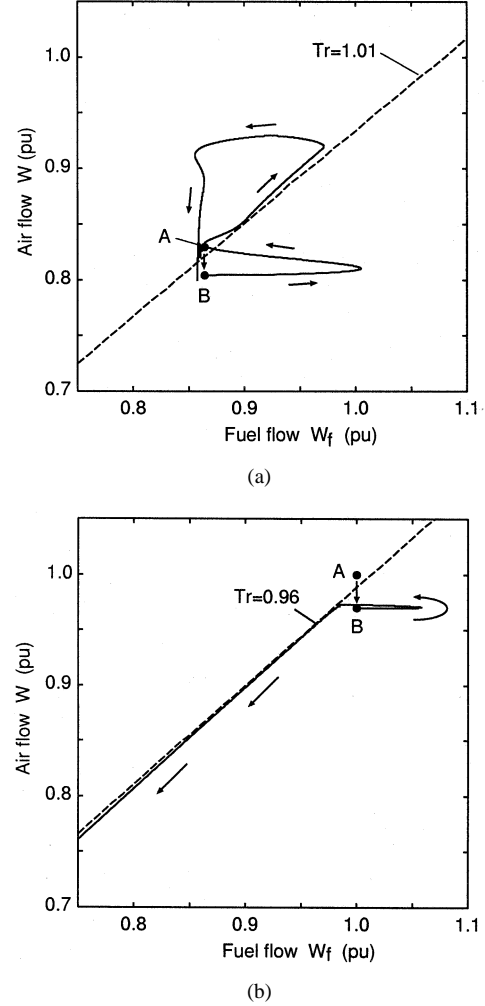 1.0
0.9
0.8
0.7
Air flow W (pu)
Tr=1.01
A
B
0.8 0.9 1.0 1.1
Fuel flow Wf (pu)
(a)
1.0
0.9
0.8
0.7
Air flow W (pu)
A
Tr=0.96
B
0.8 0.9 1.0 1.1
Fuel flow Wf (pu)
(b)